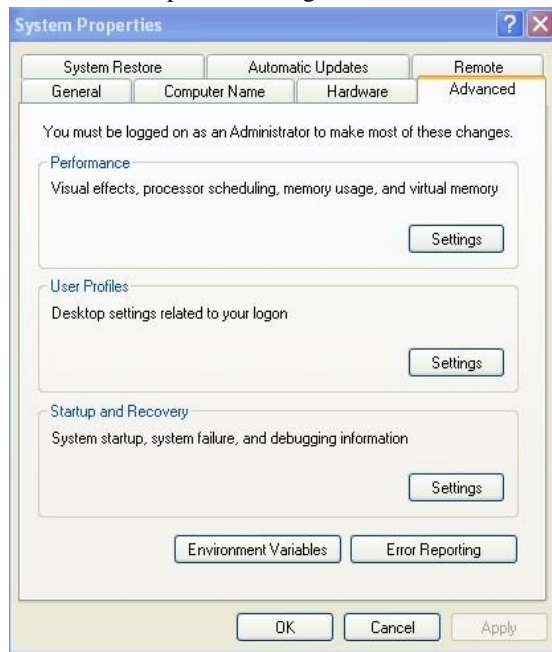 System Properties
System Restore Automatic Updates Remote
General Computer Name Hardware Advanced
You must be logged on as an Administrator to make most of these changes.
Performance
Visual effects, processor scheduling, memory usage, and virtual memory
Settings
User Profiles
Desktop settings related to your logon
Settings
Startup and Recovery
System startup, system failure, and debugging information
Settings
Environment Variables Error Reporting
OK Cancel Apply